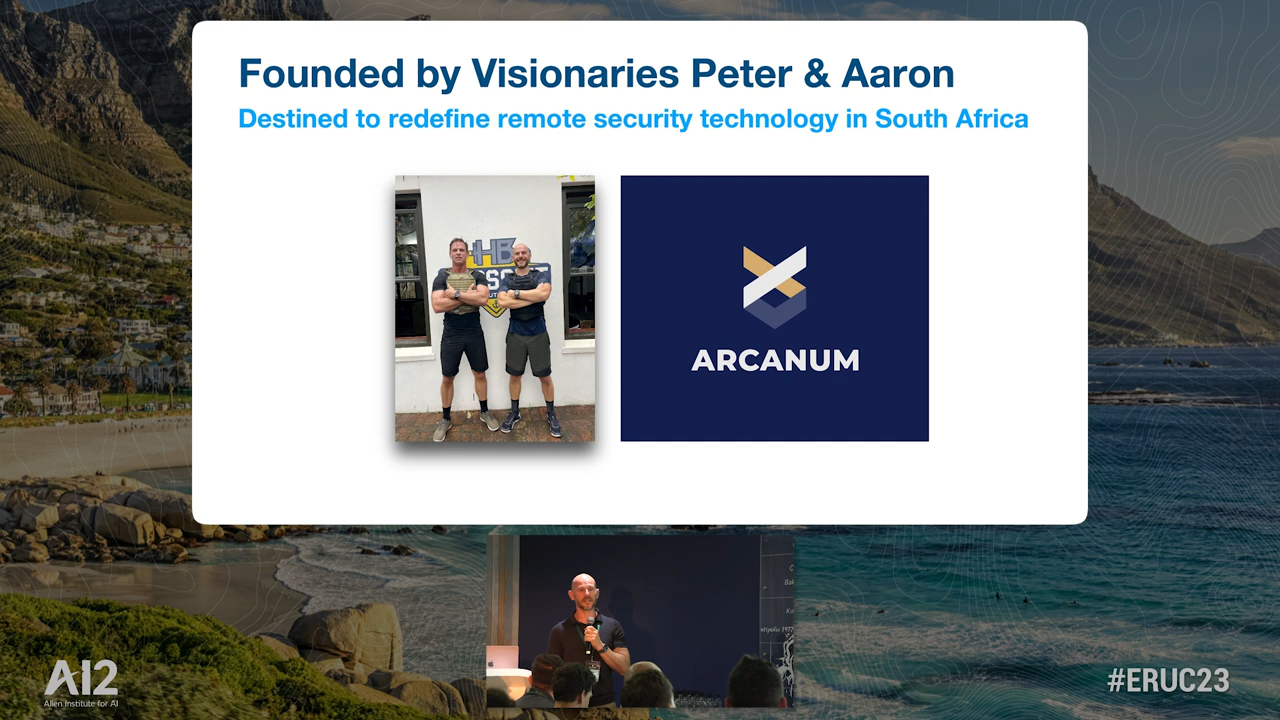 Founded by Visionaries Peter & Aaron
Destined to redefine remote security technology in South Africa
HB
ARCANUM
AI2
Allen Institute for AI
#ERUC23